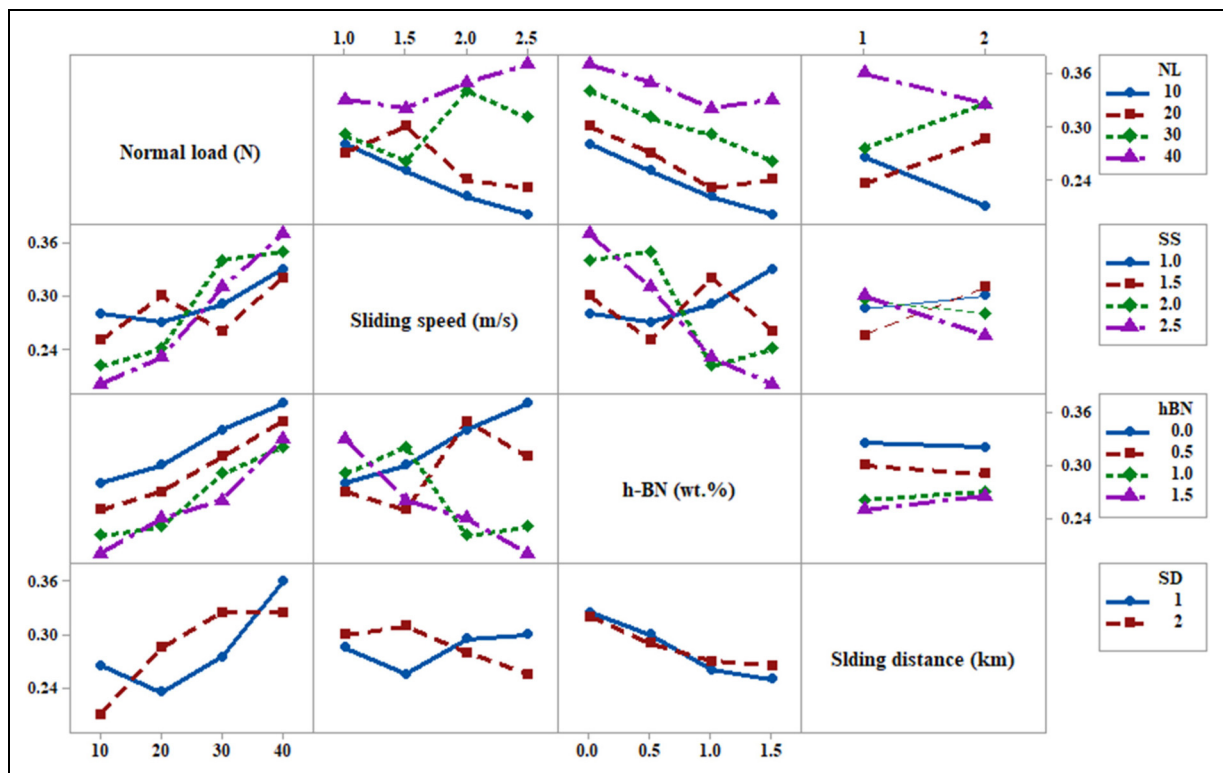 1.0 1.5 2.0 2.5 1 2
Normal load (N)
0.36
0.30
0.24
NL
10
20
30
40
0.36
0.30
0.24
Sliding speed (m/s)
SS
1.0
1.5
2.0
2.5
h-BN (wt.%)
0.36
0.30
0.24
hBN
0.0
0.5
1.0
1.5
0.36
0.30
0.24
Slding distance (km)
SD
1
2
10 20 30 40 0.0 0.5 1.0 1.5